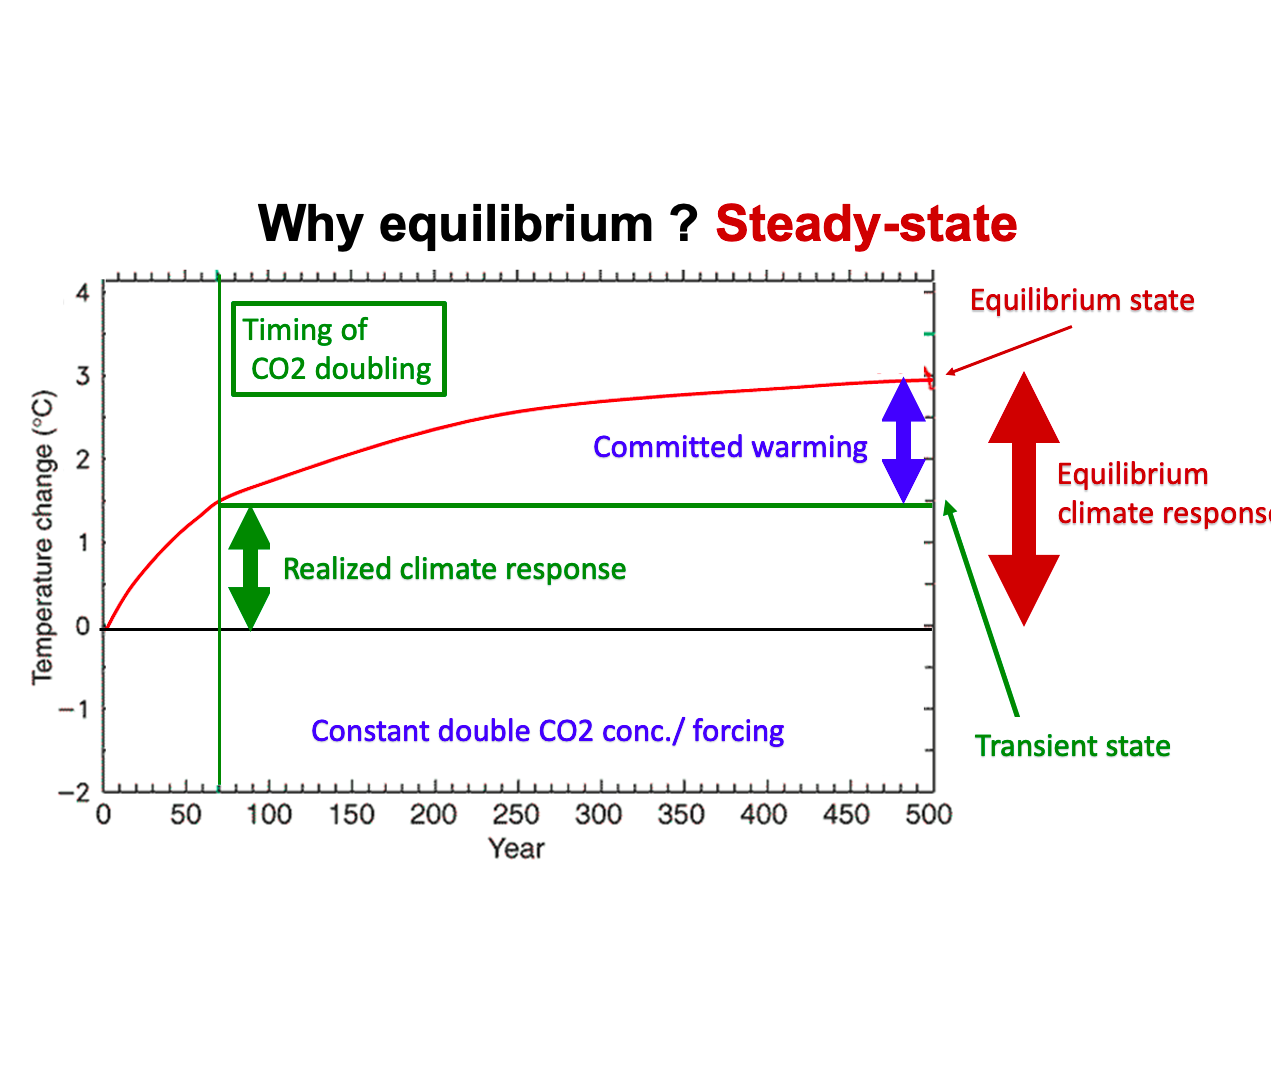 Why equilibrium ? Steady-state
Equilibrium state
Timing of
CO2 doubling
Committed warming
Equilibrium
climate respons
Realized climate response
Constant double CO2 conc./ forcing
Transient state
Temperature change (°C)
4
3
2
1
0
−1
−2
0 50 100 150 200 250 300 350 400 450 500
Year